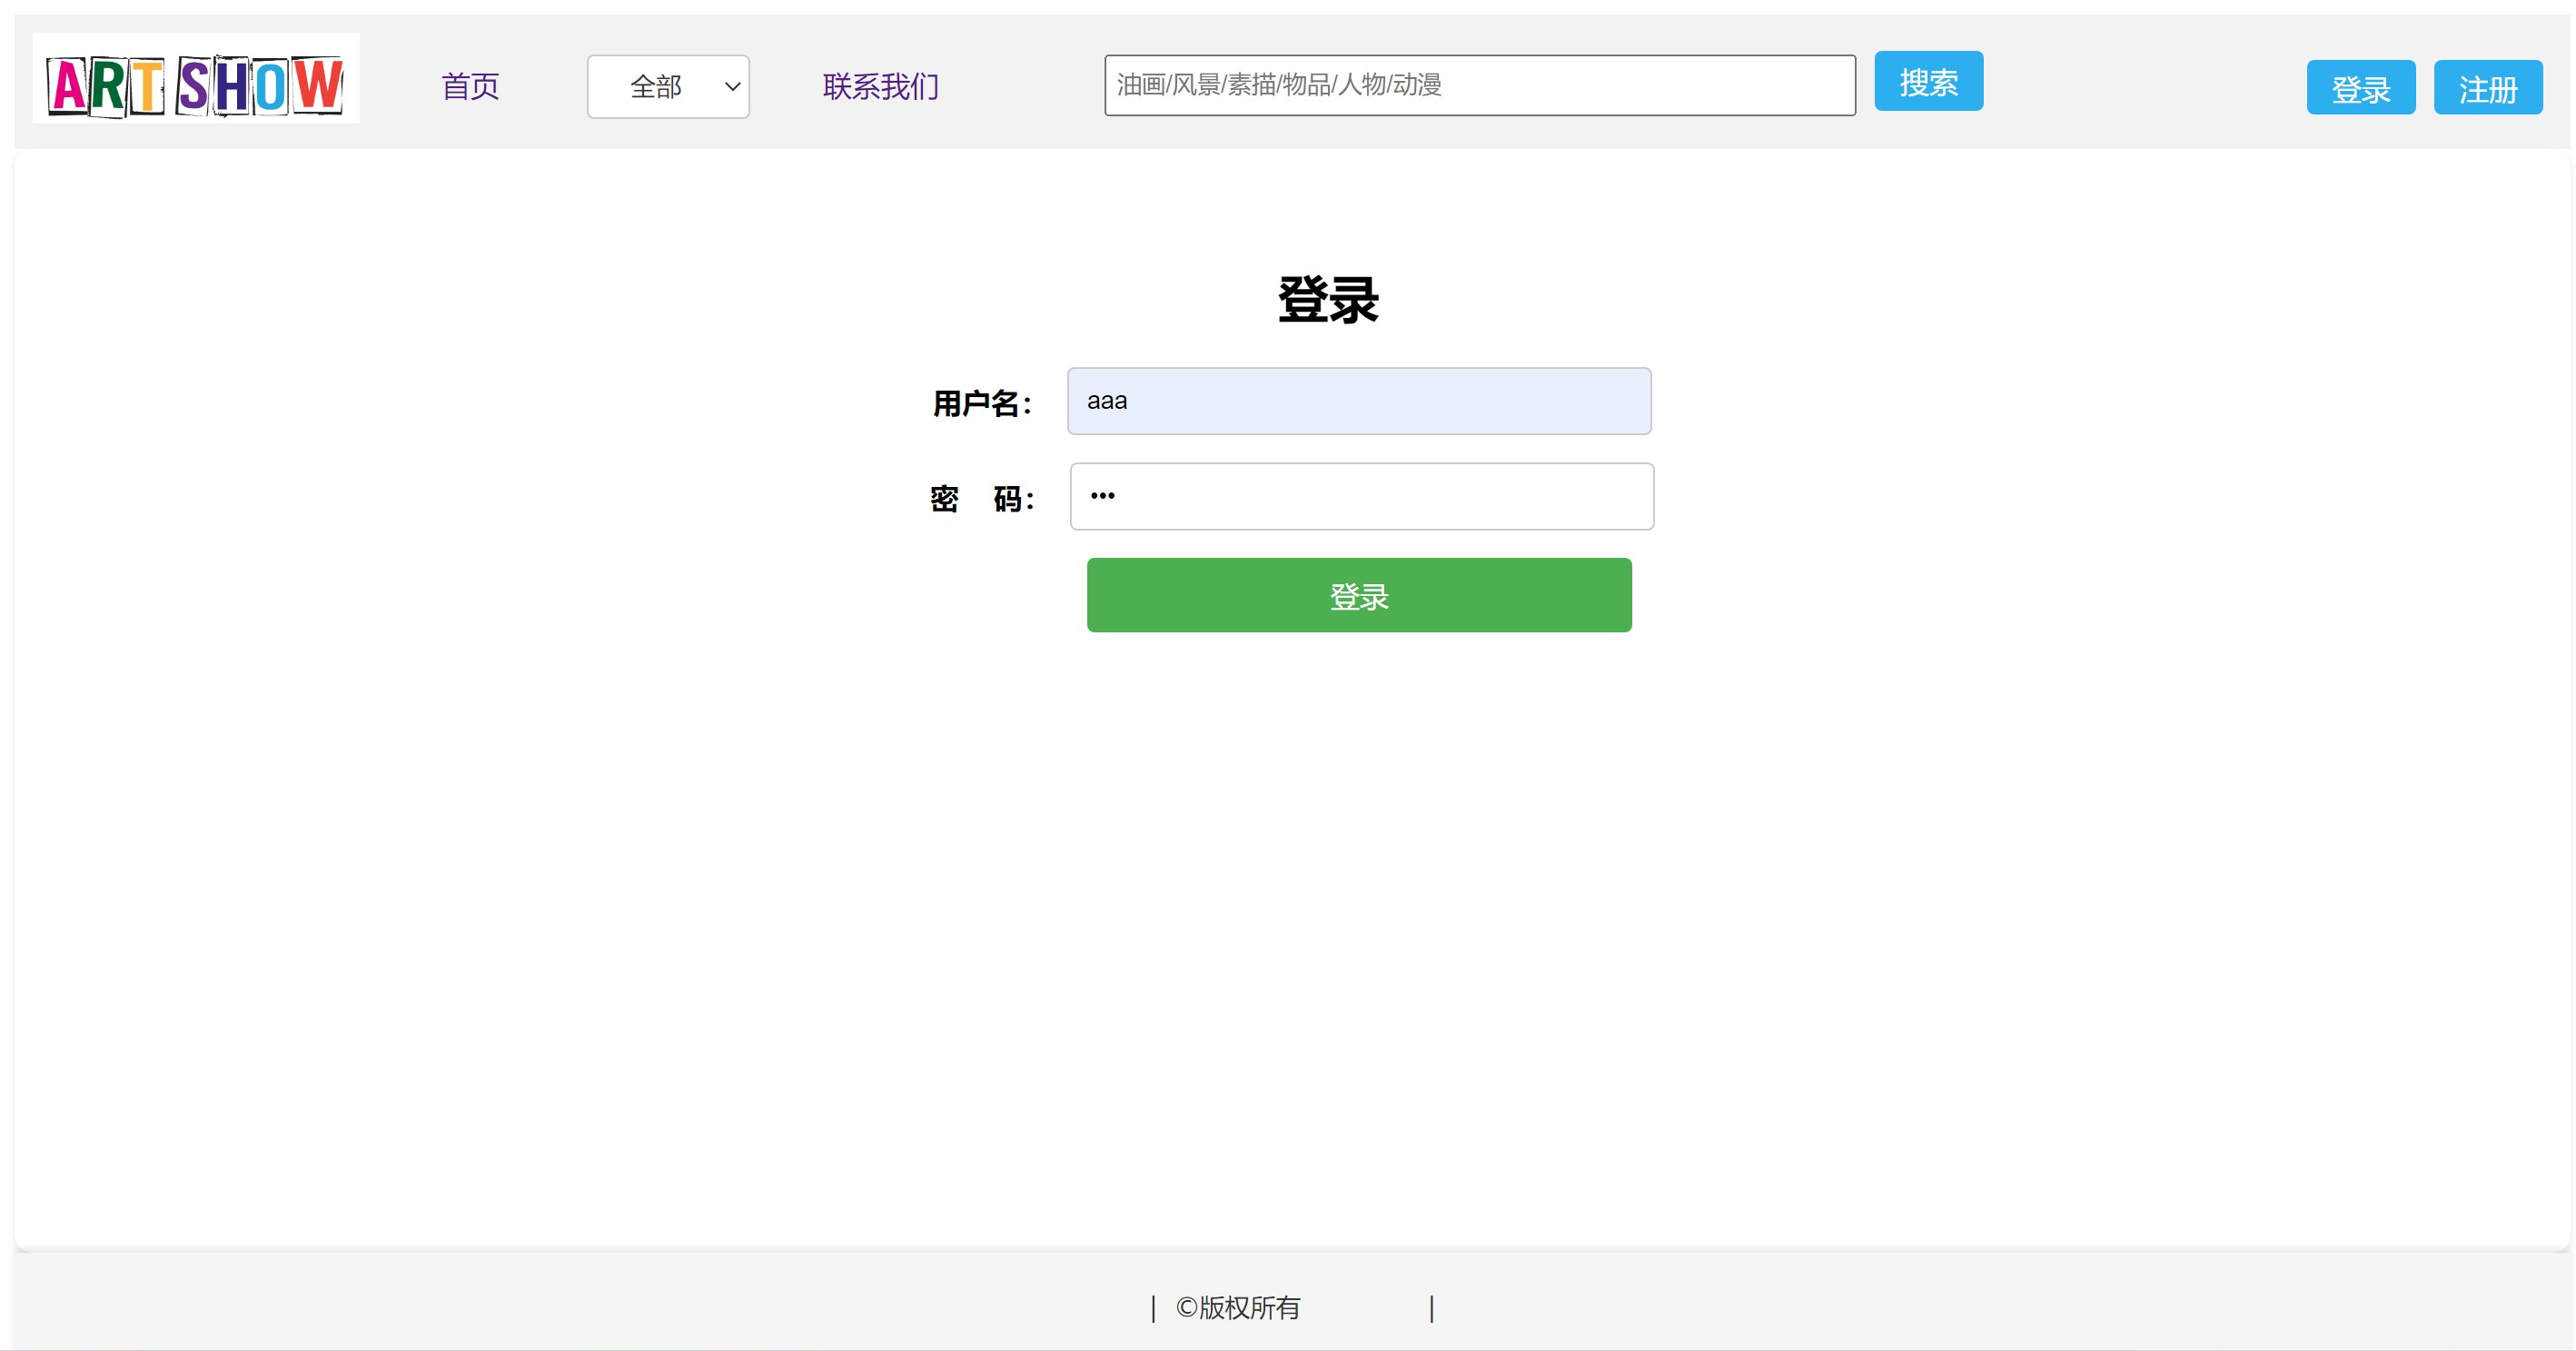 ART SHOW 首页 全部 联系我们 油画/风景/素描/物品/人物/动漫 搜索 登录 注册
登录
用户名： aaa
密 码： •••
登录
| ©版权所有 |